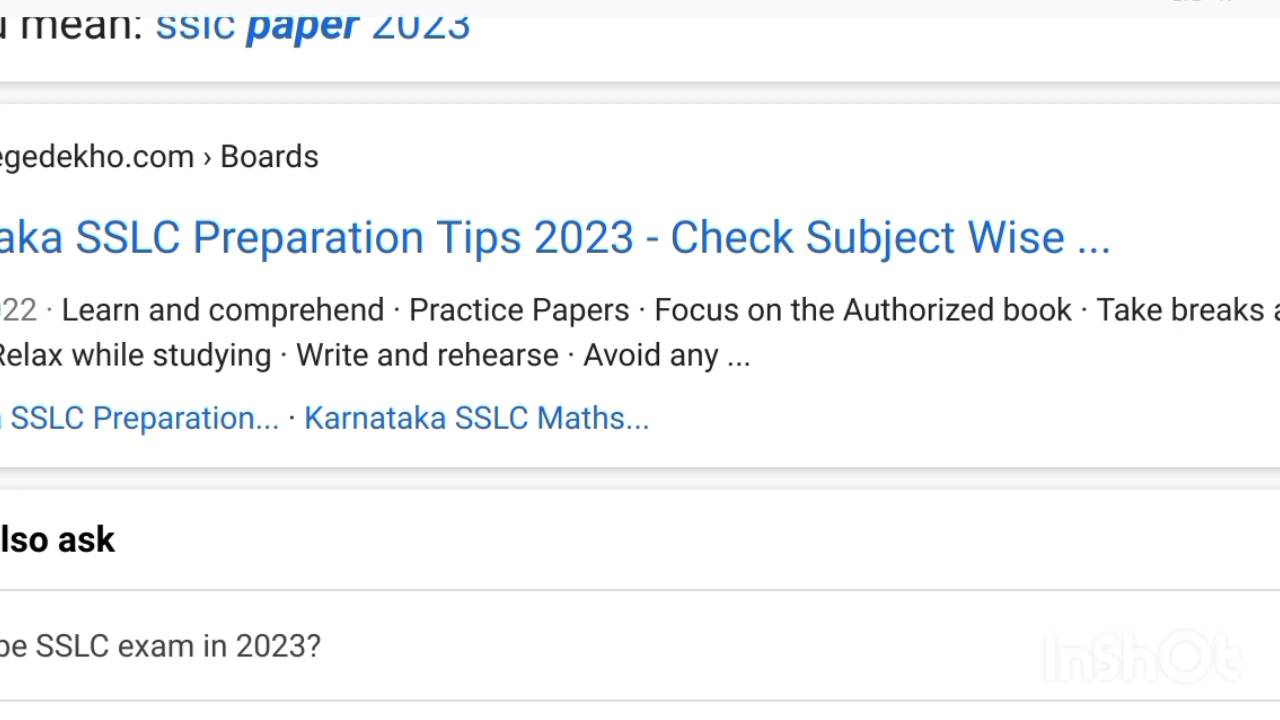 mean: sslc paper 2023
egedekho.com › Boards
aka SSLC Preparation Tips 2023 - Check Subject Wise ...
22 · Learn and comprehend · Practice Papers · Focus on the Authorized book · Take breaks a
Relax while studying · Write and rehearse · Avoid any ...
SSLC Preparation... · Karnataka SSLC Maths...
lso ask
be SSLC exam in 2023?
InShOt